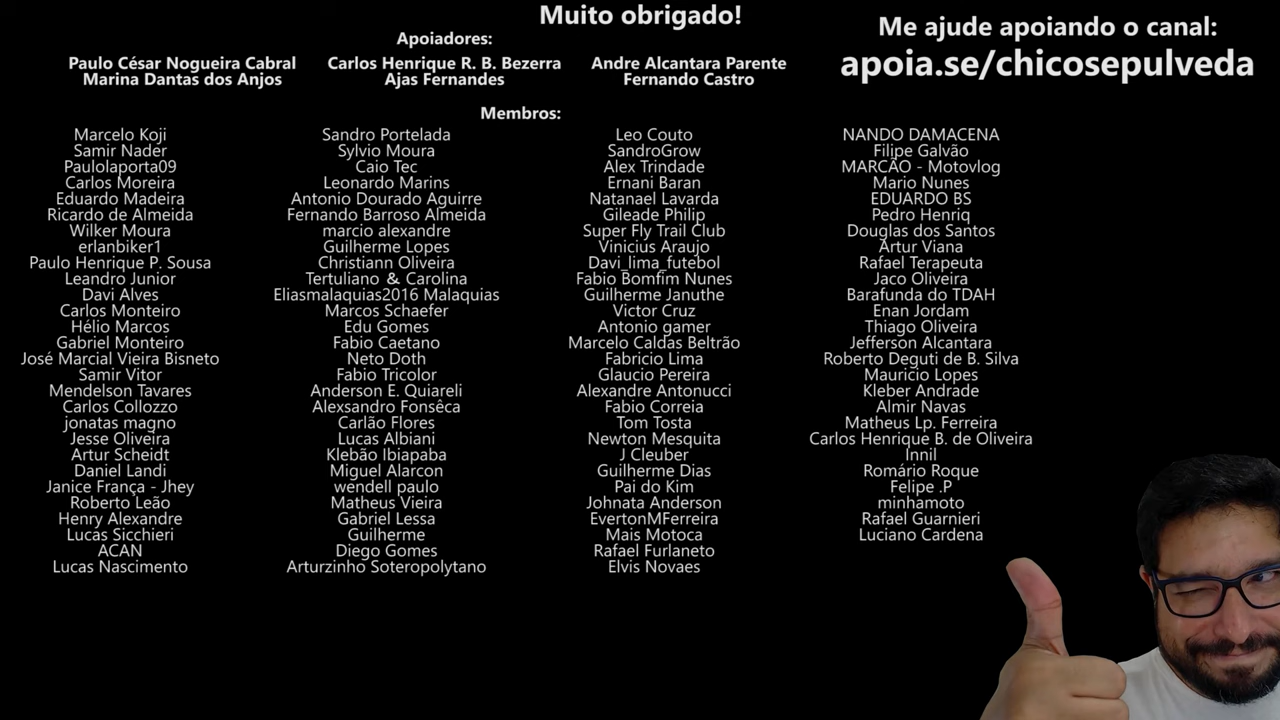 Muito obrigado!
Me ajude apoiando o canal:
apoia.se/chicosepulveda
Apoiadores:
Paulo César Nogueira Cabral
Marina Dantas dos Anjos
Carlos Henrique R. B. Bezerra
Ajas Fernandes
Andre Alcantara Parente
Fernando Castro
Membros:
Marcelo Koji
Samir Nader
Paulolaporta09
Carlos Moreira
Eduardo Madeira
Ricardo de Almeida
Wilker Moura
erlanbiker1
Paulo Henrique P. Sousa
Leandro Junior
Davi Alves
Carlos Monteiro
Hélio Marcos
Gabriel Monteiro
José Marcial Vieira Bisneto
Samir Vitor
Mendelson Tavares
Carlos Collozzo
jonatas magno
Jesse Oliveira
Artur Scheidt
Daniel Landi
Janice França - Jhey
Roberto Leão
Henry Alexandre
Lucas Sicchieri
ACAN
Lucas Nascimento
Sandro Portelada
Sylvio Moura
Caio Tec
Leonardo Marins
Antonio Dourado Aguirre
Fernando Barroso Almeida
marcio alexandre
Guilherme Lopes
Christiann Oliveira
Tertuliano & Carolina
Eliasmalaquias2016 Malaquias
Marcos Schaefer
Edu Gomes
Fabio Caetano
Neto Doth
Fabio Tricolor
Anderson E. Quiareli
Alexsandro Fonsêca
Carlão Flores
Lucas Albiani
Klebão Ibiapaba
Miguel Alarcon
wendell paulo
Matheus Vieira
Gabriel Lessa
Guilherme
Diego Gomes
Arturzinho Soteropolytano
Leo Couto
SandroGrow
Alex Trindade
Ernani Baran
Natanael Lavarda
Gileade Philip
Super Fly Trail Club
Vinicius Araujo
Davi_lima_futebol
Fabio Bomfim Nunes
Guilherme Januthe
Victor Cruz
Antonio gamer
Marcelo Caldas Beltrão
Fabricio Lima
Glaucio Pereira
Alexandre Antonucci
Fabio Correia
Tom Tosta
Newton Mesquita
J Cleuber
Guilherme Dias
Pai do Kim
Johnata Anderson
EvertonMFerreira
Mais Motoca
Rafael Furlaneto
Elvis Novaes
NANDO DAMACENA
Filipe Galvão
MARCÃO - Motovlog
Mario Nunes
EDUARDO BS
Pedro Henriq
Douglas dos Santos
Artur Viana
Rafael Terapeuta
Jaco Oliveira
Barafunda do TDAH
Enan Jordam
Thiago Oliveira
Jefferson Alcantara
Roberto Deguti de B. Silva
Mauricio Lopes
Kleber Andrade
Almir Navas
Matheus Lp. Ferreira
Carlos Henrique B. de Oliveira
Innil
Romário Roque
Felipe .P
minhamoto
Rafael Guarnieri
Luciano Cardena